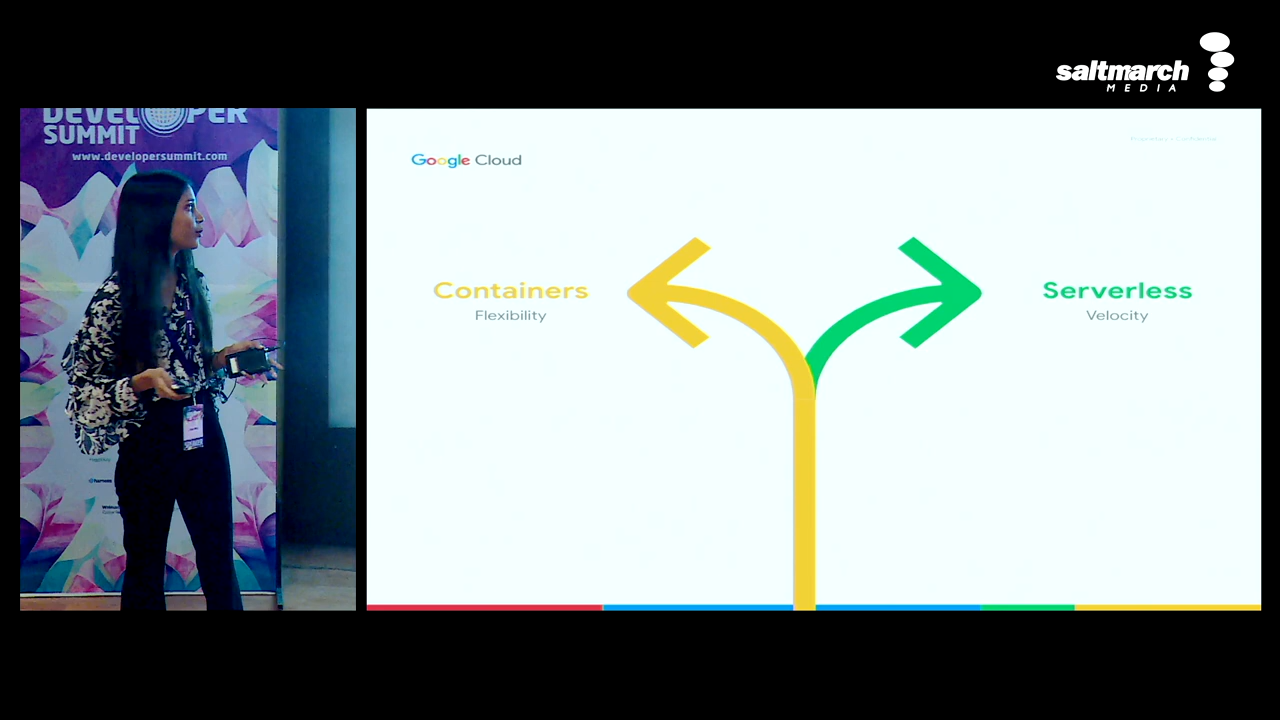 saltmarch
MEDIA
DEVELOPER
SUMMIT
www.developersummit.com
Google Cloud
Containers
Flexibility
Serverless
Velocity